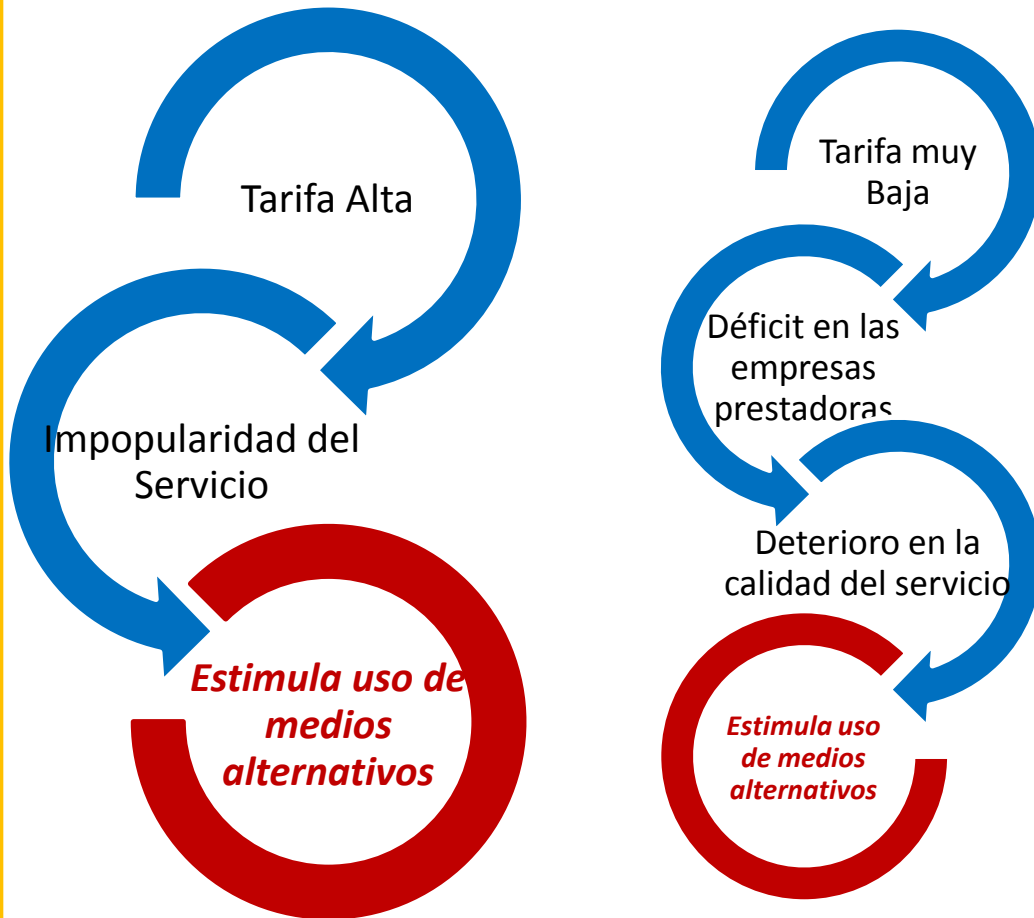 Tarifa Alta
Impopularidad del
Servicio
Estimula uso de
medios
alternativos
Tarifa muy
Baja
Déficit en las
empresas
prestadoras
Deterioro en la
calidad del servicio
Estimula uso
de medios
alternativos